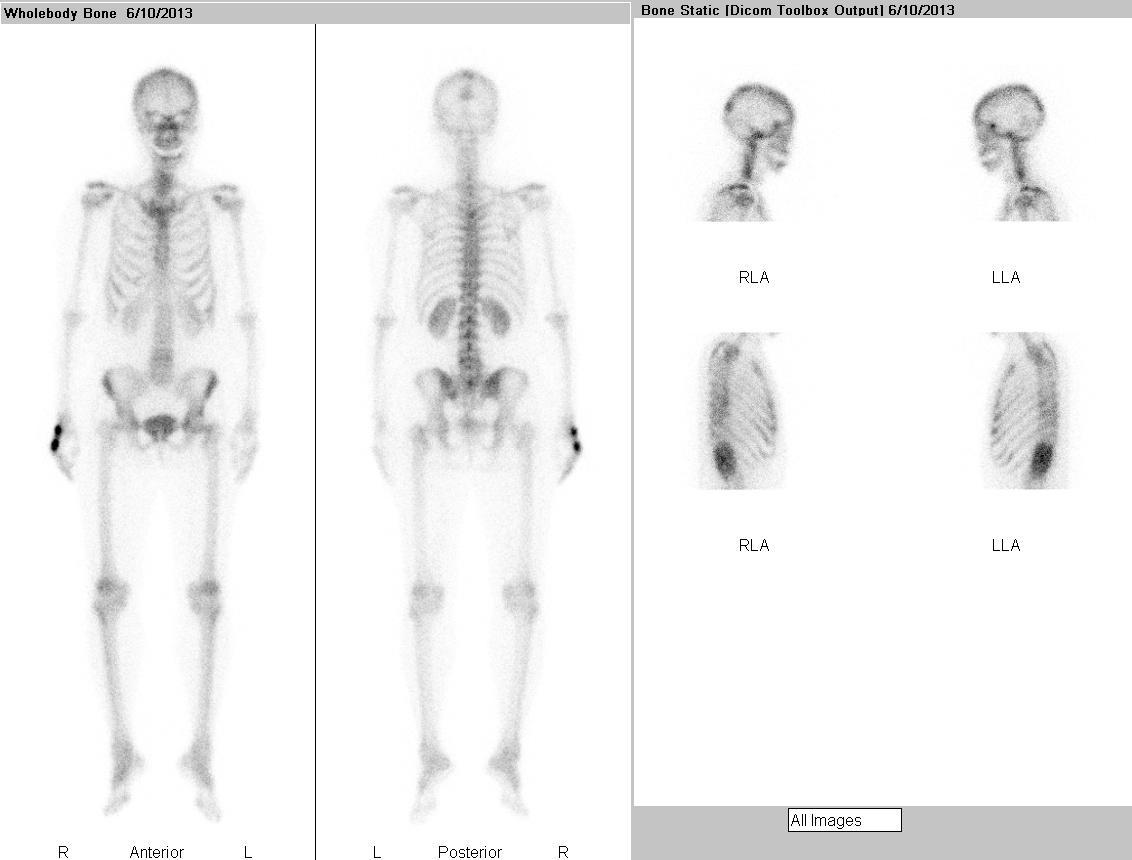 Wholebody Bone 6/10/2013
Bone Static [Dicom Toolbox Output] 6/10/2013
RLA LLA
RLA LLA
All Images
R Anterior L L Posterior R